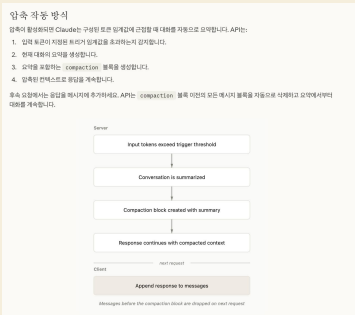 압축 작동 방식
압축이 활성화되면 Claude는 구성된 토큰 임계값에 근접할 때 대화를 자동으로 요약합니다. API는:
1. 입력 토큰이 지정된 트리거 임계값을 초과하는지 감지합니다.
2. 현재 대화의 요약을 생성합니다.
3. 요약을 포함하는 compaction 블록을 생성합니다.
4. 압축된 컨텍스트로 응답을 계속합니다.
후속 요청에서는 응답을 메시지에 추가하세요. API는 compaction 블록 이전의 모든 메시지 블록을 자동으로 삭제하고 요약에서부터
대화를 계속합니다.
Server
Input tokens exceed trigger threshold
Conversation is summarized
Compaction block created with summary
Response continues with compacted context
next request
Client
Append response to messages
Messages before the compaction block are dropped on next request